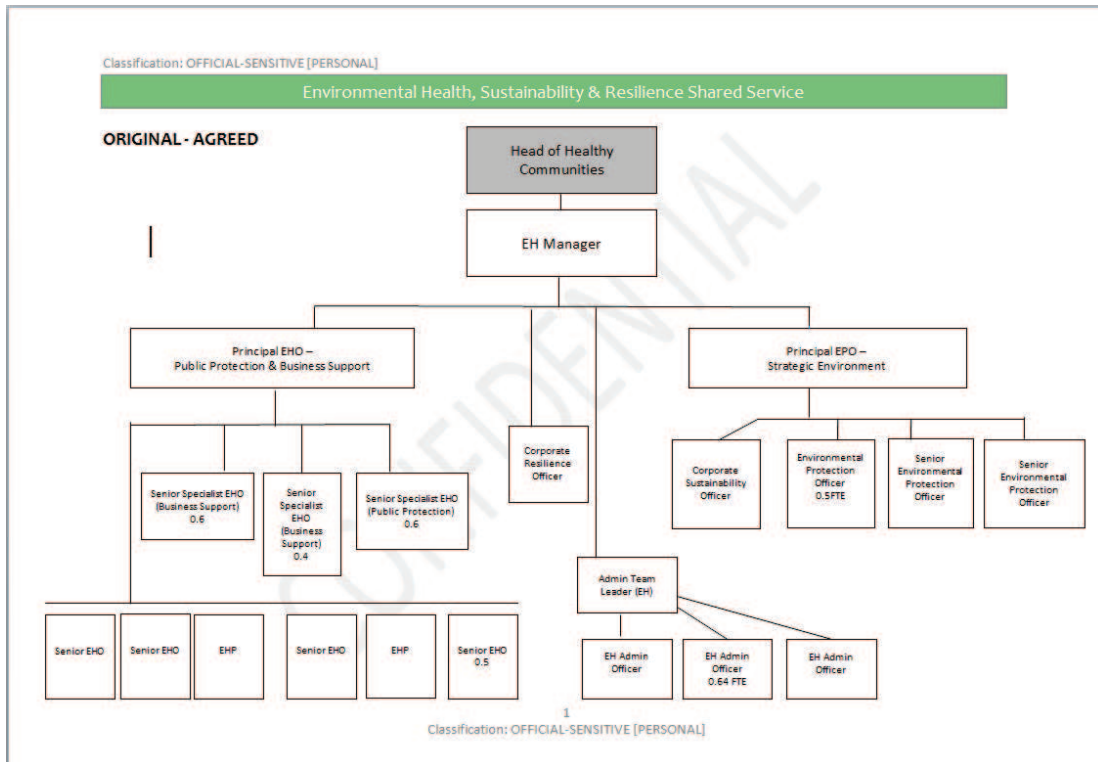 Classification: OFFICIAL-SENSITIVE [PERSONAL]
Environmental Health, Sustainability & Resilience Shared Service
ORIGINAL - AGREED
Head of Healthy
Communities
EH Manager
Principal EHO –
Public Protection & Business Support
Principal EPO –
Strategic Environment
Corporate
Resilience
Officer
Corporate
Sustainability
Officer
Environmental
Protection
Officer
0.5FTE
Senior
Environmental
Protection
Officer
Senior
Environmental
Protection
Officer
Senior Specialist EHO
(Business Support)
0.6
Senior
Specialist
EHO
(Business
Support)
0.4
Senior Specialist EHO
(Public Protection)
0.6
Admin Team
Leader (EH)
Senior EHO
Senior EHO
EHP
Senior EHO
EHP
Senior EHO
0.5
EH Admin
Officer
EH Admin
Officer
0.64 FTE
EH Admin
Officer
CONFIDENTIAL
1
Classification: OFFICIAL-SENSITIVE [PERSONAL]